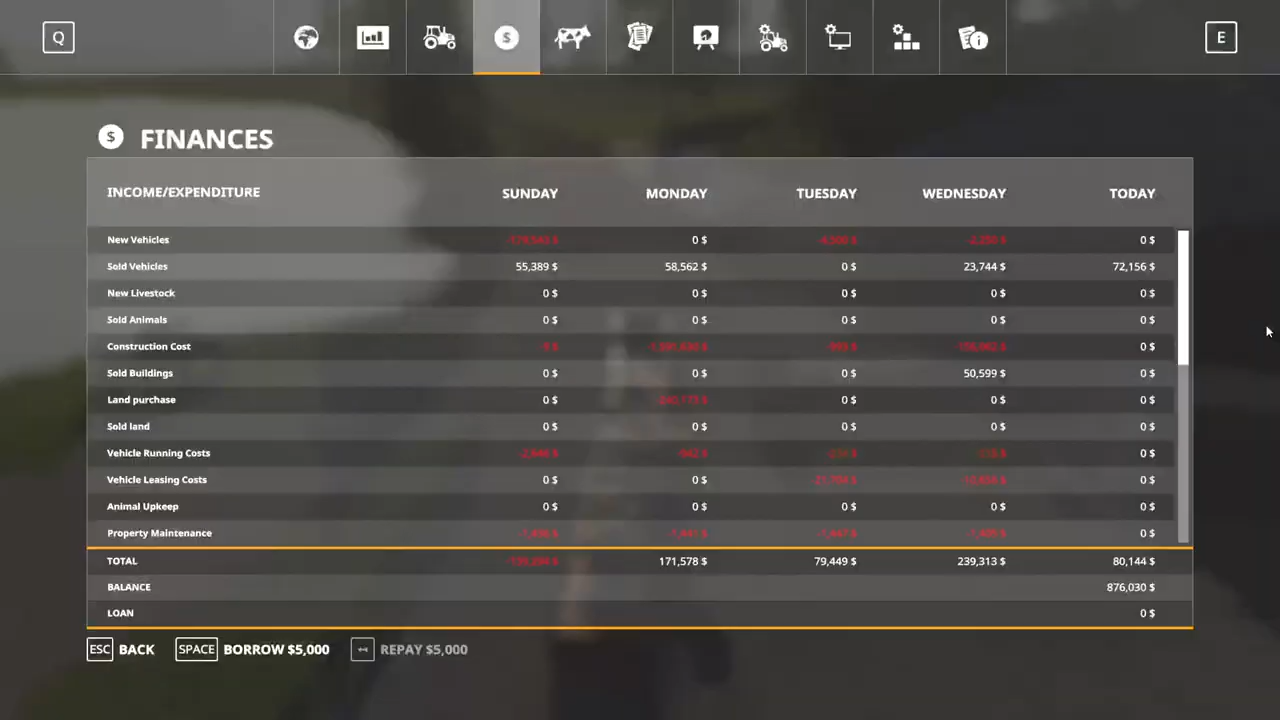 Q
$
E
$ FINANCES
INCOME/EXPENDITURE SUNDAY MONDAY TUESDAY WEDNESDAY TODAY
New Vehicles 0 $ 0 $
Sold Vehicles 55,389 $ 58,562 $ 0 $ 23,744 $ 72,156 $
New Livestock 0 $ 0 $ 0 $ 0 $ 0 $
Sold Animals 0 $ 0 $ 0 $ 0 $ 0 $
Construction Cost 0 $
Sold Buildings 0 $ 0 $ 0 $ 50,599 $ 0 $
Land purchase 0 $ 0 $ 0 $ 0 $
Sold land 0 $ 0 $ 0 $ 0 $ 0 $
Vehicle Running Costs 0 $
Vehicle Leasing Costs 0 $ 0 $ 0 $
Animal Upkeep 0 $ 0 $ 0 $ 0 $ 0 $
Property Maintenance 0 $
TOTAL 171,578 $ 79,449 $ 239,313 $ 80,144 $
BALANCE 876,030 $
LOAN 0 $
ESC BACK SPACE BORROW $5,000 REPAY $5,000